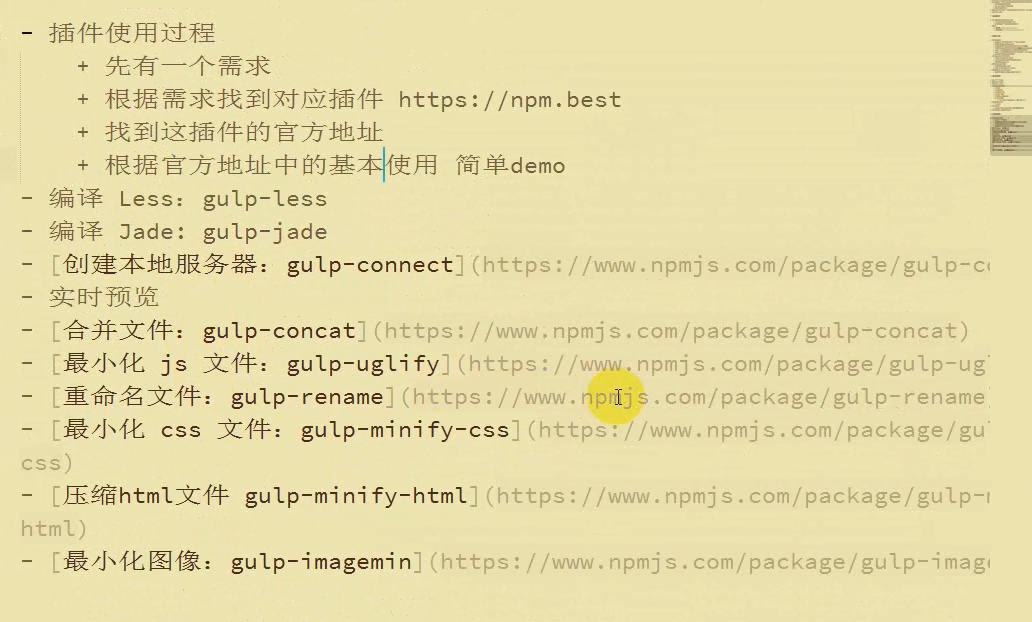 - 插件使用过程
+ 先有一个需求
+ 根据需求找到对应插件 https://npm.best
+ 找到这插件的官方地址
+ 根据官方地址中的基本使用 简单demo
- 编译 Less: gulp-less
- 编译 Jade: gulp-jade
- [创建本地服务器: gulp-connect](https://www.npmjs.com/package/gulp-c
- 实时预览
- [合并文件: gulp-concat](https://www.npmjs.com/package/gulp-concat)
- [最小化 js 文件: gulp-uglify](https://www.npmjs.com/package/gulp-ug
- [重命名文件: gulp-rename](https://www.npmjs.com/package/gulp-rename
- [最小化 css 文件: gulp-minify-css](https://www.npmjs.com/package/gu
css)
- [压缩html文件 gulp-minify-html](https://www.npmjs.com/package/gulp-
html)
- [最小化图像: gulp-imagemin](https://www.npmjs.com/package/gulp-imag